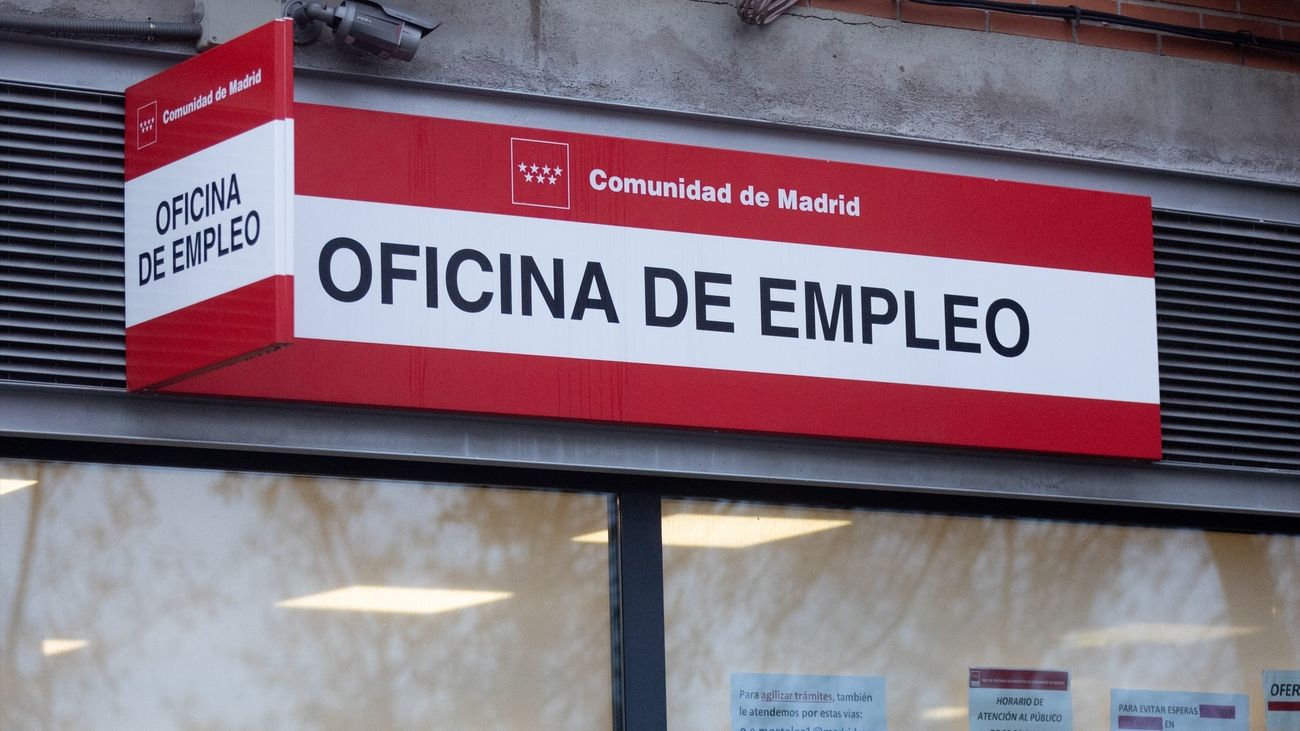 Comunidad de Madrid
OFICINA
DE EMPLEO
Comunidad de Madrid
OFICINA DE EMPLEO
Para agilizar trámites, también
le atendemos por estas vías:
HORARIO DE
ATENCIÓN AL PÚBLICO
PARA EVITAR ESPERAS
EN